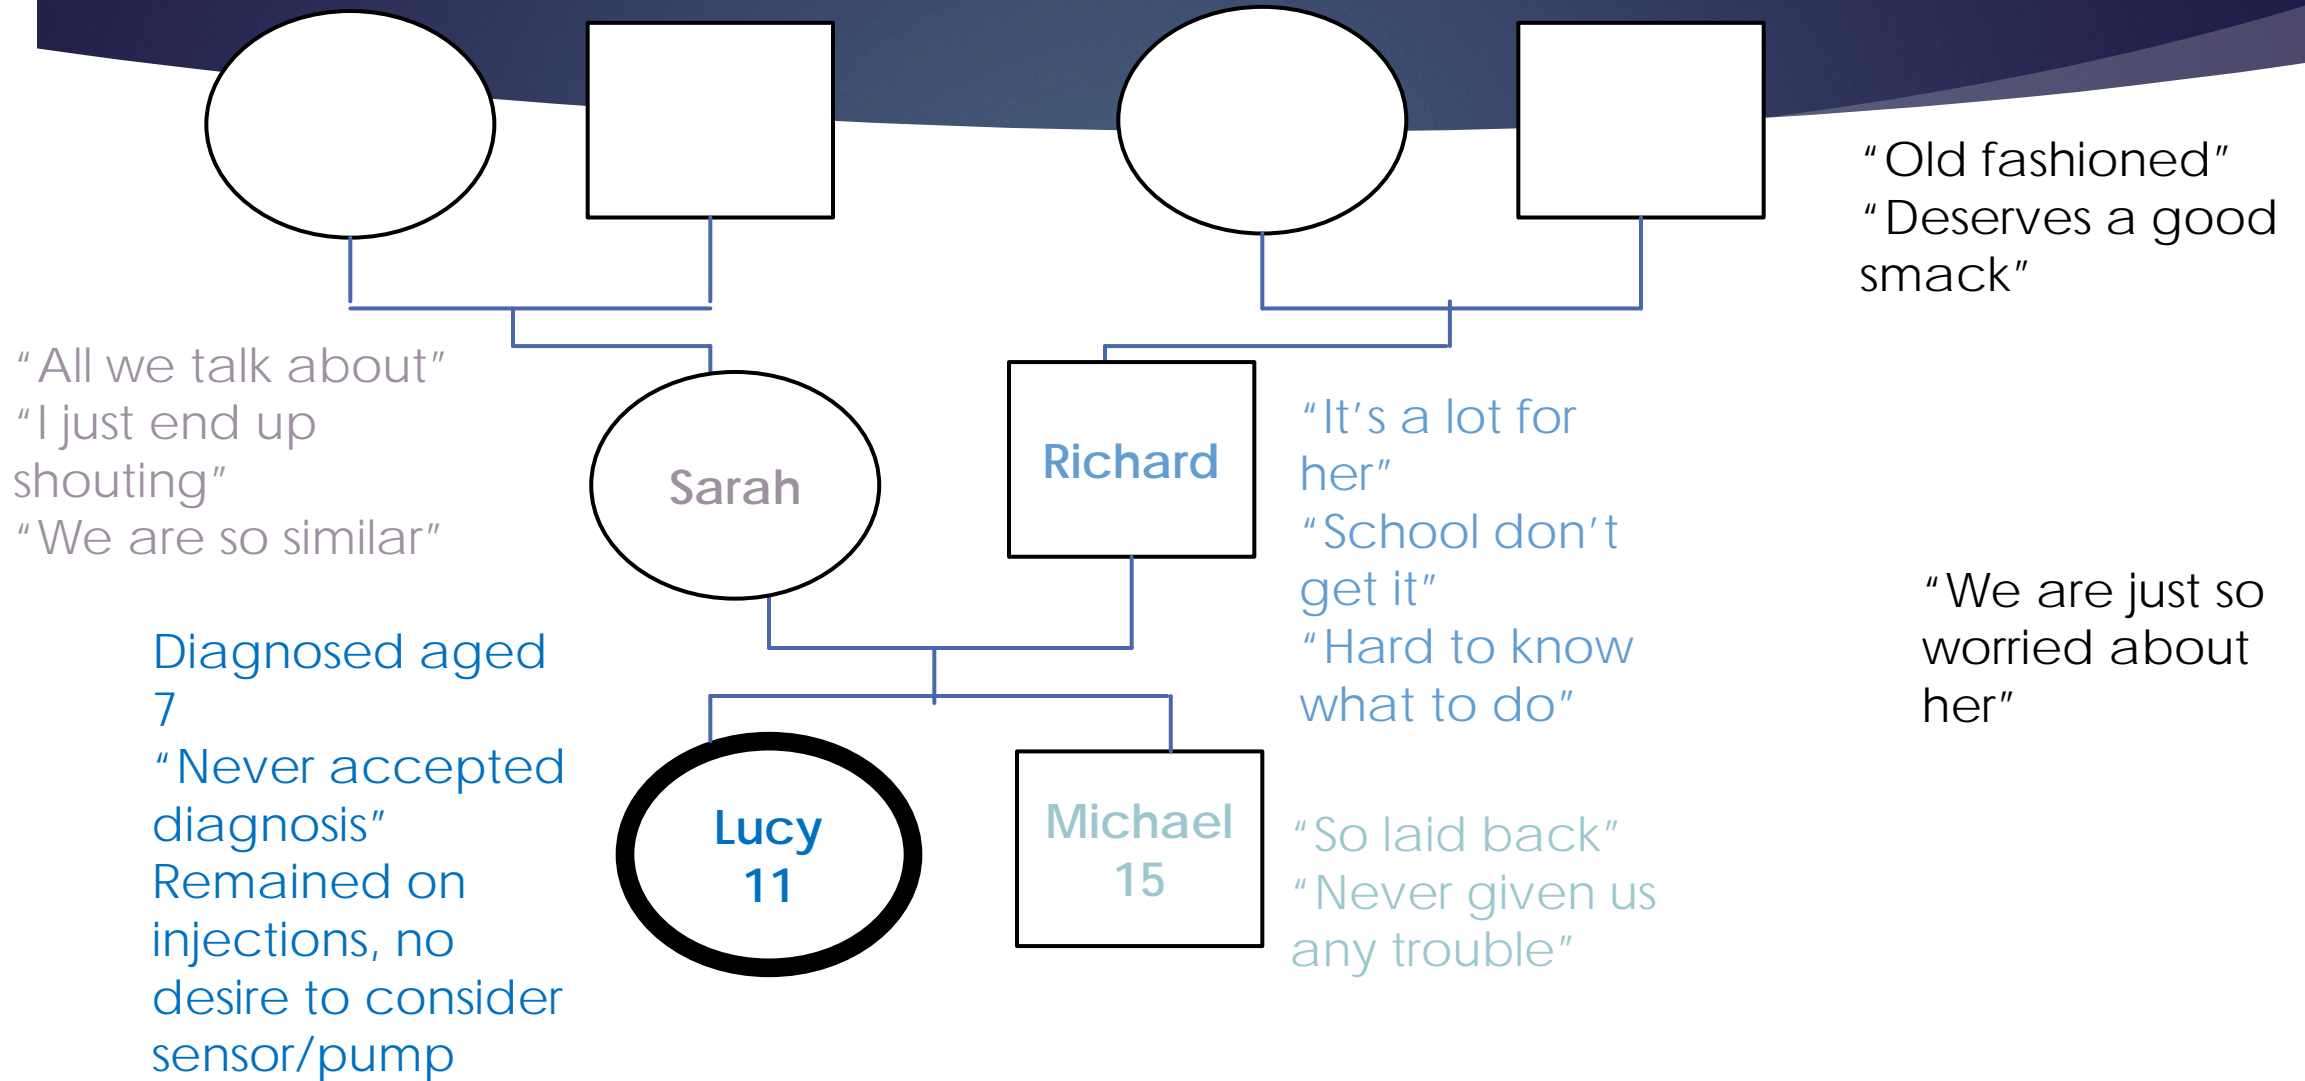 “Old fashioned”
“Deserves a good
smack”
“All we talk about”
“I just end up
shouting”
“We are so similar”
Sarah
Richard
“It’s a lot for
her”
“School don’t
get it”
“Hard to know
what to do”
“We are just so
worried about
her”
Diagnosed aged
7
“Never accepted
diagnosis”
Remained on
injections, no
desire to consider
sensor/pump
Lucy
11
Michael
15
“So laid back”
“Never given us
any trouble”